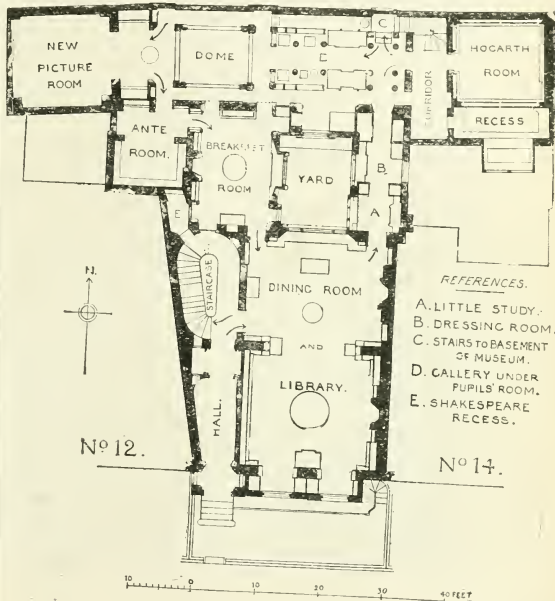 NEW
PICTURE
ROOM
DOME
C
HOGARTH
ROOM
CORRIDOR
RECESS
ANTE
ROOM.
BREAKFAST
ROOM
YARD
B.
A
E
STAIRCASE
N.
DINING ROOM
AND
LIBRARY.
HALL.
REFERENCES.
A. LITTLE STUDY.
B. DRESSING ROOM.
C. STAIRS TO BASEMENT
OF MUSEUM.
D. GALLERY UNDER
PUPILS' ROOM.
E. SHAKESPEARE
RECESS.
No 12.
No 14.
10 0 10 20 30 40 FEET